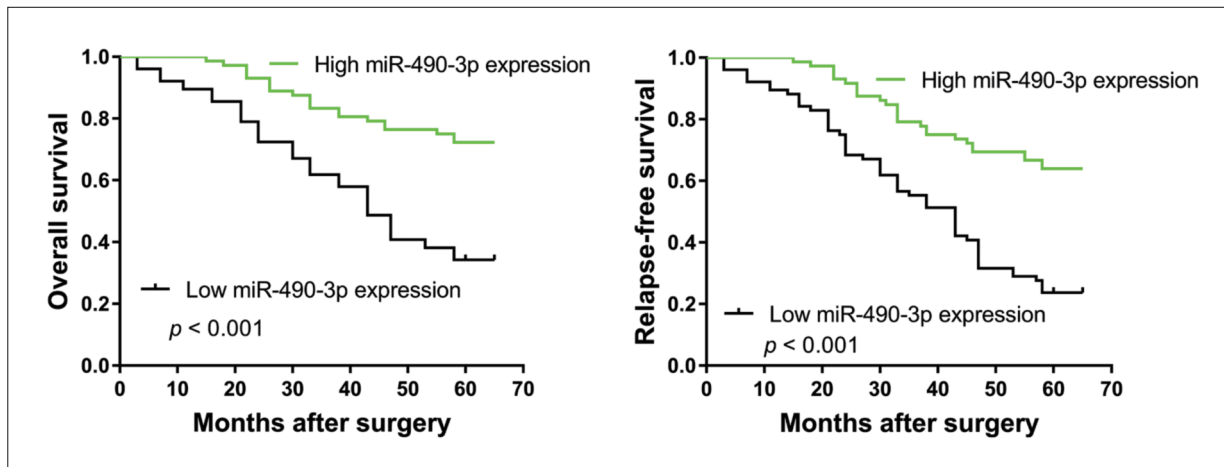 1.0
0.8
0.6
0.4
0.2
0.0
Overall survival
High miR-490-3p expression
Low miR-490-3p expression
p < 0.001
0 10 20 30 40 50 60 70
Months after surgery
1.0
0.8
0.6
0.4
0.2
0.0
Relapse-free survival
High miR-490-3p expression
Low miR-490-3p expression
p < 0.001
0 10 20 30 40 50 60 70
Months after surgery